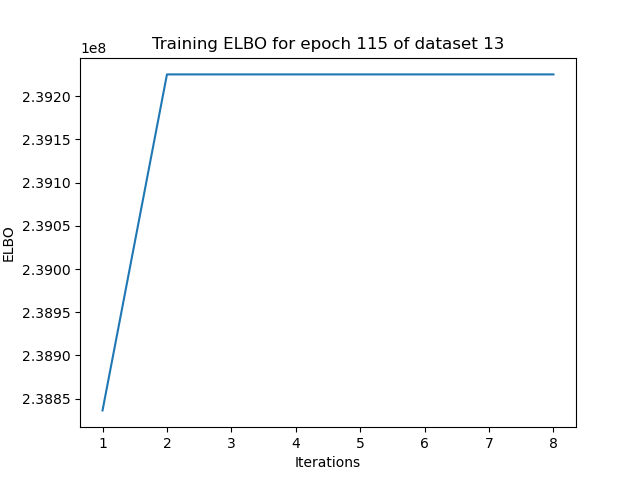 Training ELBO for epoch 115 of dataset 13
1e8
2.3920
2.3915
2.3910
2.3905
2.3900
2.3895
2.3890
2.3885
ELBO
1 2 3 4 5 6 7 8
Iterations